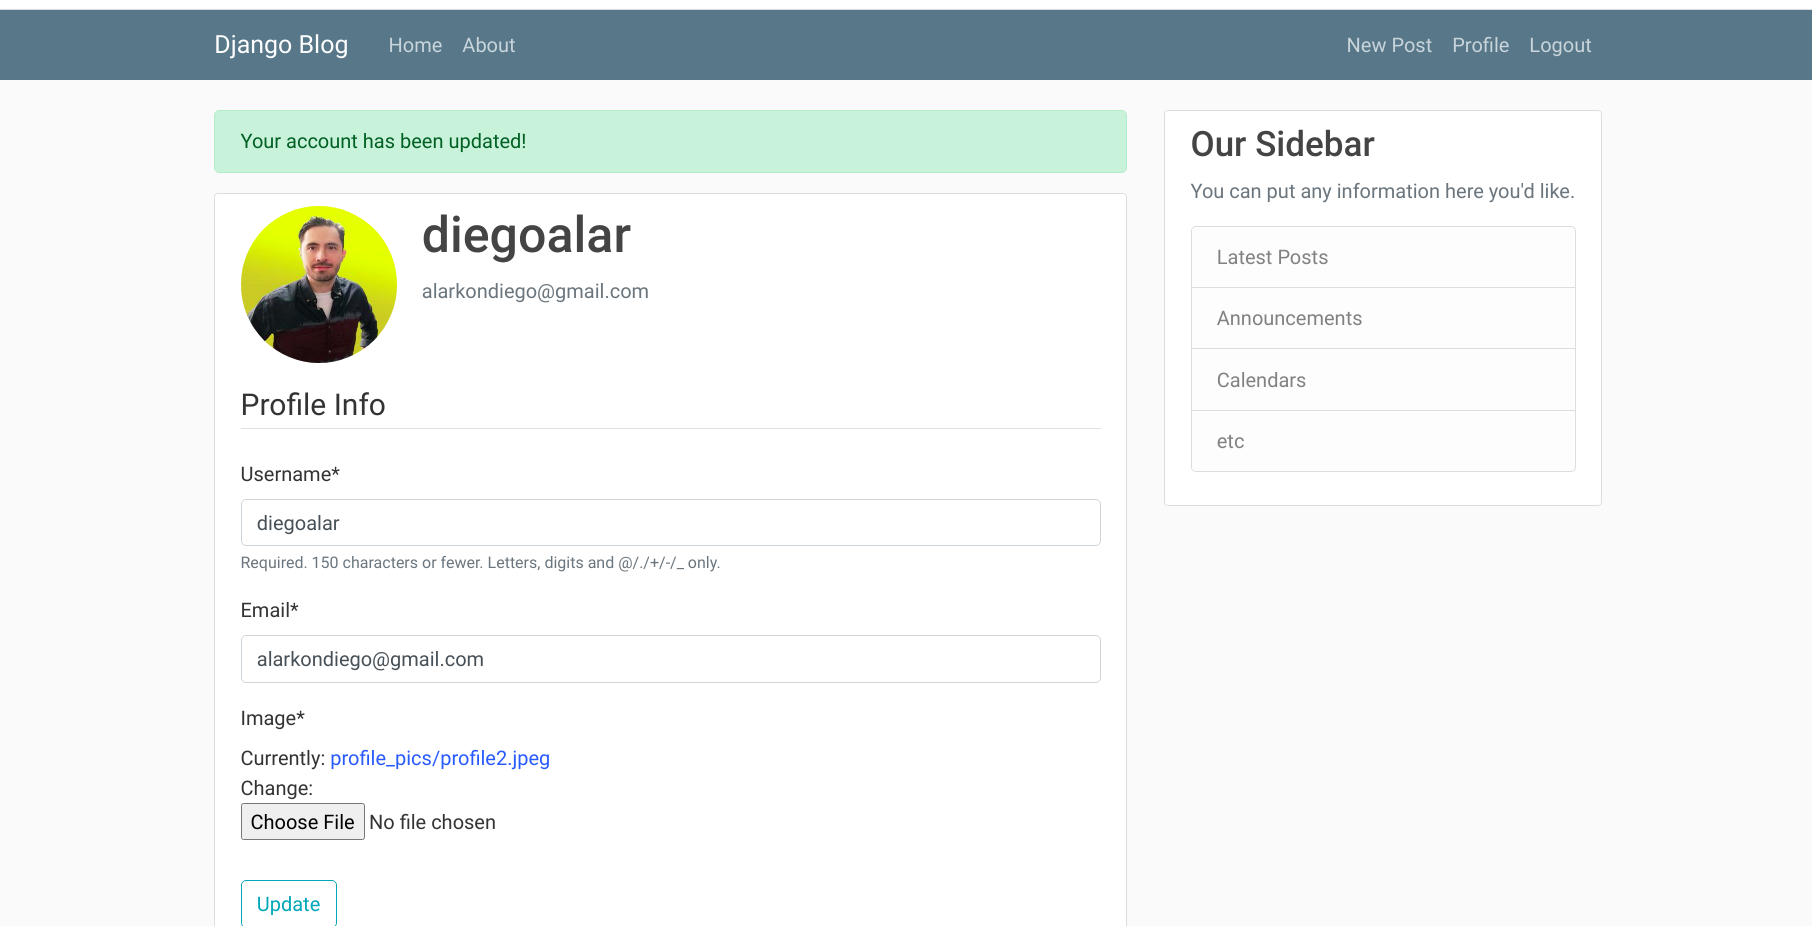 Django Blog Home About New Post Profile Logout
Your account has been updated!
diegoalar
alarkondiego@gmail.com
Profile Info
Username*
diegoalar
Required. 150 characters or fewer. Letters, digits and @/./+/-/_ only.
Email*
alarkondiego@gmail.com
Image*
Currently: profile_pics/profile2.jpeg
Change:
Choose File No file chosen
Update
Our Sidebar
You can put any information here you'd like.
Latest Posts
Announcements
Calendars
etc